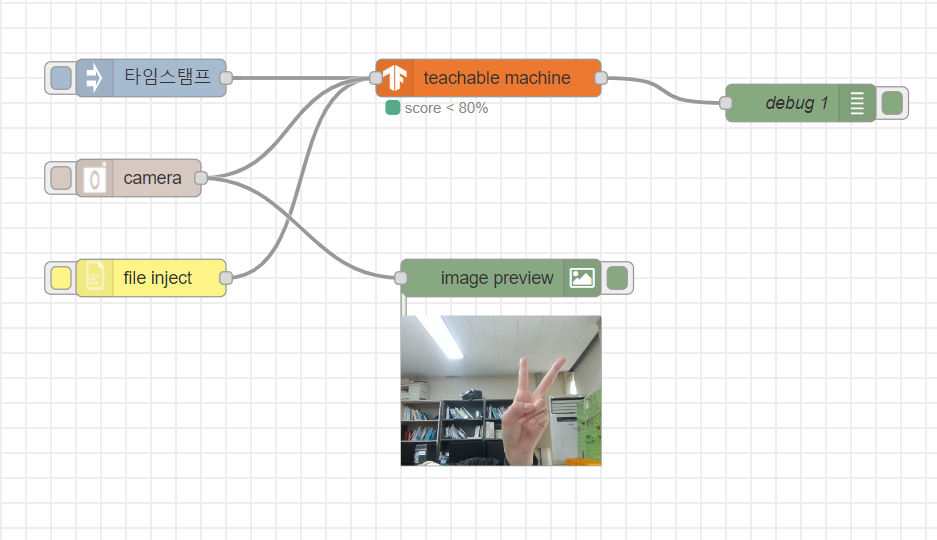 타임스탬프
teachable machine
score < 80%
debug 1
camera
file inject
image preview